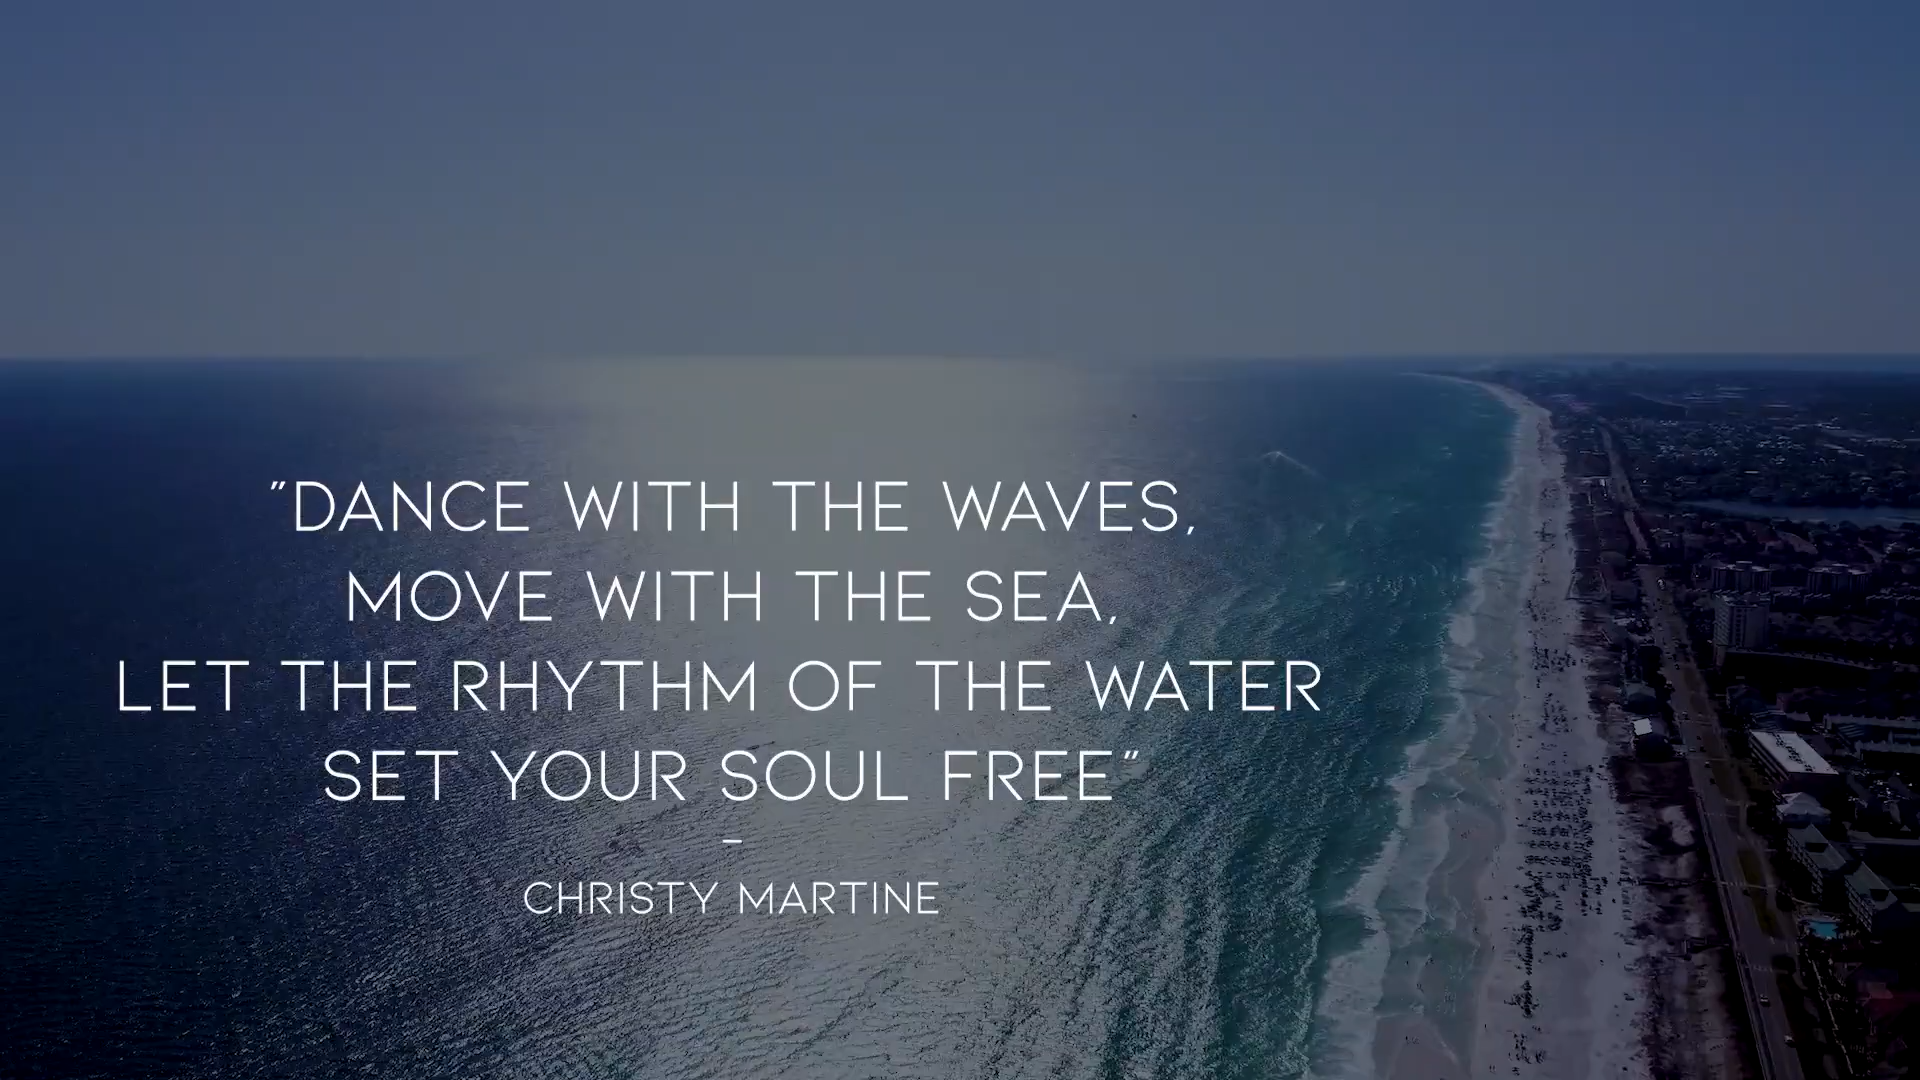 "DANCE WITH THE WAVES,
MOVE WITH THE SEA,
LET THE RHYTHM OF THE WATER
SET YOUR SOUL FREE"
-
CHRISTY MARTINE